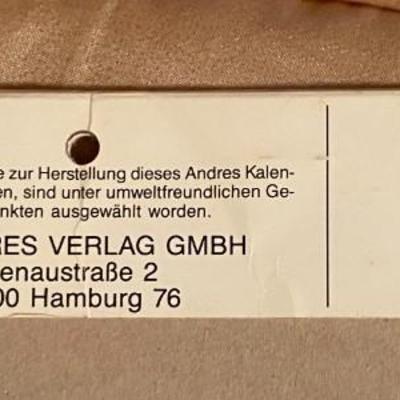 e zur Herstellung dieses Andres Kalen-
en, sind unter umweltfreundlichen Ge-
nkten ausgewählt worden.
RES VERLAG GMBH
enaustraße 2
00 Hamburg 76